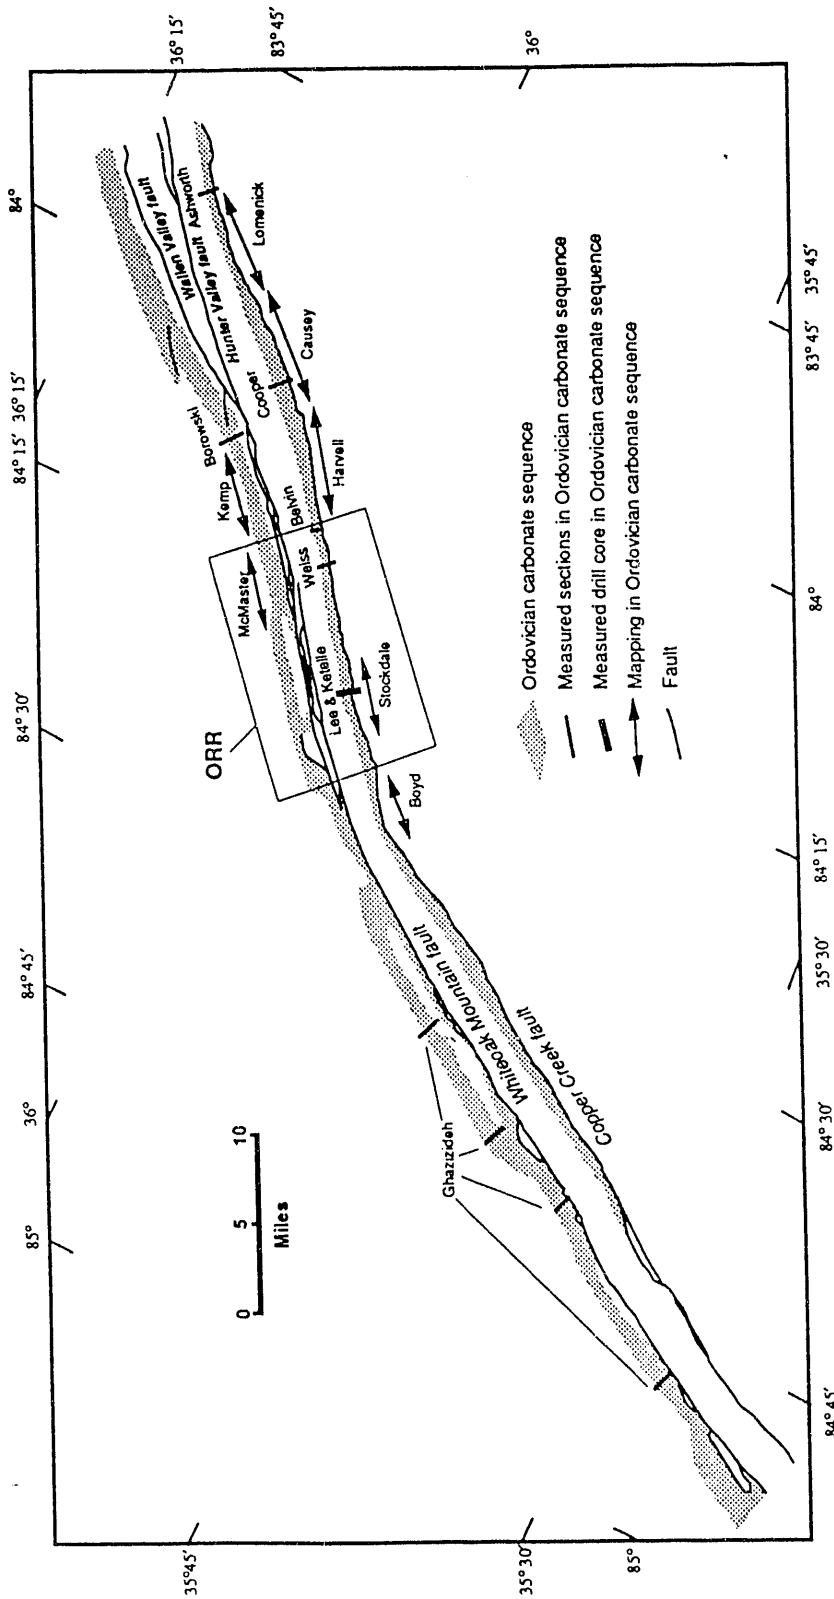 84°
36° 15'
84° 15'
84° 30'
84° 45'
36°
85°
36° 15'
83° 45'
36°
Wallen Valley fault
Hunter Valley fault
Ashworth
Lomenick
Causey
Cooper
Harvell
Borowski
Kemp
Belvin
McMaster
Weiss
Lee & Ketelle
Stockdale
ORR
Boyd
Whiteoak Mountain fault
Copper Creek fault
Ghazizideh
0 5 10
Miles
Ordovician carbonate sequence
Measured sections in Ordovician carbonate sequence
Measured drill core in Ordovician carbonate sequence
Mapping in Ordovician carbonate sequence
Fault
35° 45'
35° 30'
85°
35° 45'
83° 45'
84°
84° 15'
35° 30'
84° 30'
84° 45'